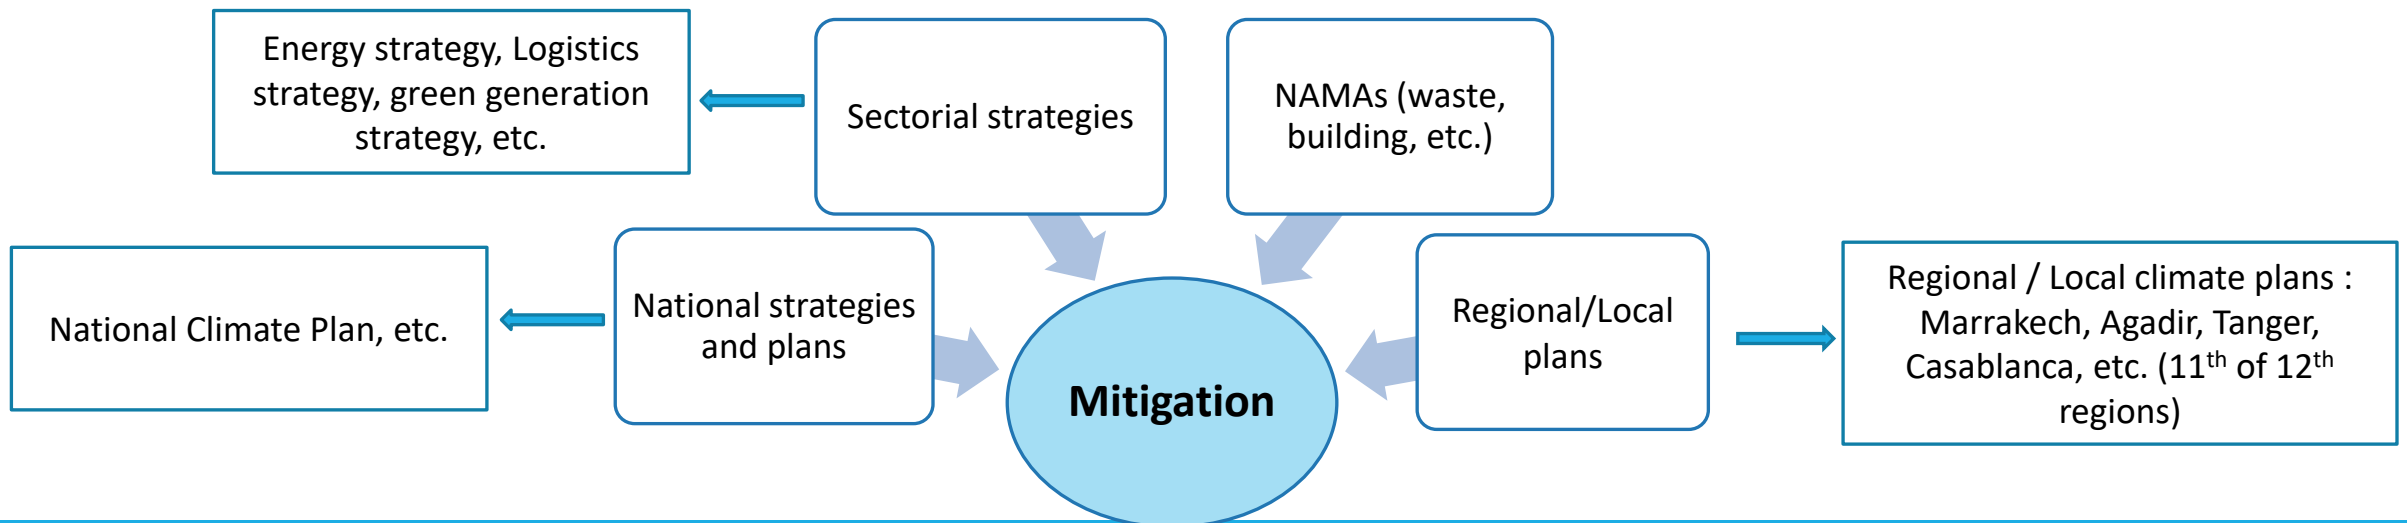 Energy strategy, Logistics
strategy, green generation
strategy, etc.
Sectorial strategies
NAMAs (waste,
building, etc.)
National Climate Plan, etc.
National strategies
and plans
Mitigation
Regional/Local
plans
Regional / Local climate plans :
Marrakech, Agadir, Tanger,
Casablanca, etc. (11th of 12th
regions)